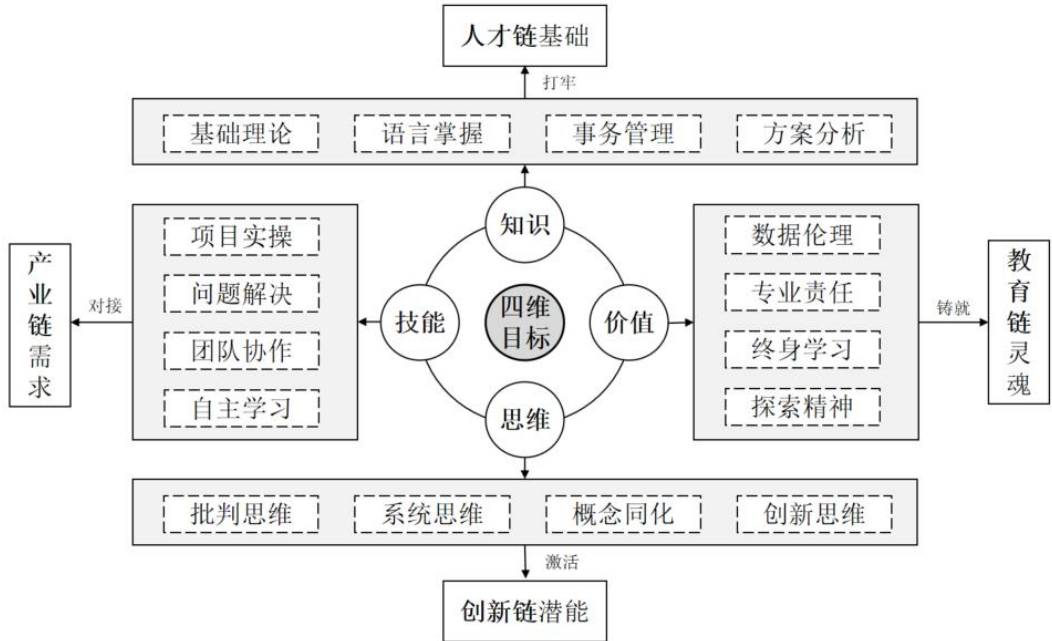 人才链基础
打牢
基础理论 语言掌握 事务管理 方案分析
知识
项目实操
问题解决
团队协作
自主学习
产业链需求
对接
技能
四维
目标
价值
数据伦理
专业责任
终身学习
探索精神
铸就
教育链灵魂
思维
批判思维 系统思维 概念同化 创新思维
激活
创新链潜能